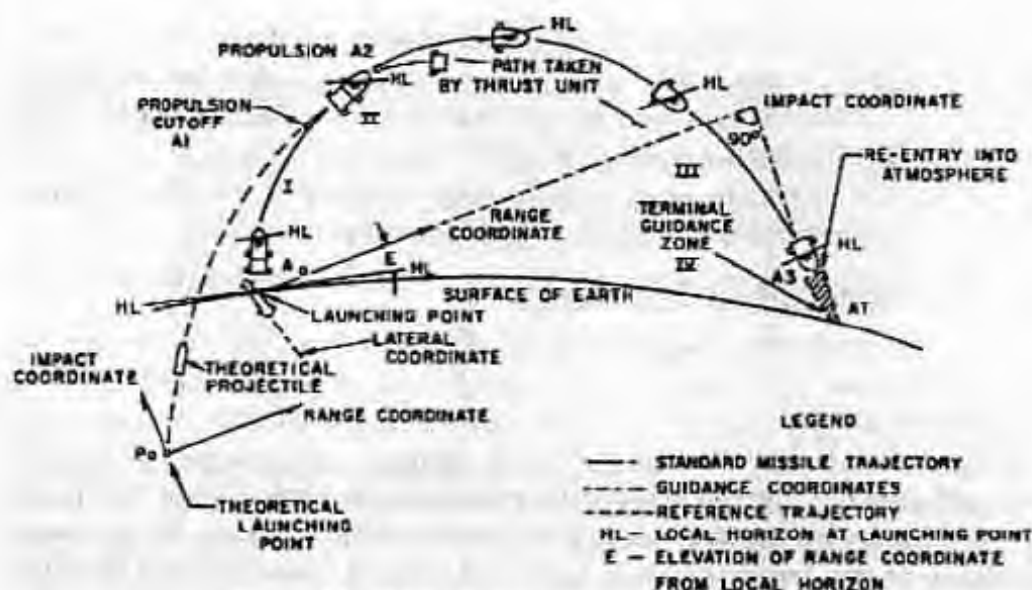 HL
PROPULSION A2
HL
PATH TAKEN
BY THRUST UNIT
HL
IMPACT COORDINATE
PROPULSION
CUTOFF
A1
II
90°
RE-ENTRY INTO
ATMOSPHERE
III
I
TERMINAL
GUIDANCE
ZONE
RANGE
COORDINATE
HL
HL
A0
E
HL
IV
A3
SURFACE OF EARTH
AT
HL
LAUNCHING POINT
LATERAL
COORDINATE
IMPACT
COORDINATE
THEORETICAL
PROJECTILE
RANGE COORDINATE
P0
THEORETICAL
LAUNCHING
POINT
LEGEND
STANDARD MISSILE TRAJECTORY
GUIDANCE COORDINATES
REFERENCE TRAJECTORY
HL — LOCAL HORIZON AT LAUNCHING POINT
E — ELEVATION OF RANGE COORDINATE
FROM LOCAL HORIZON